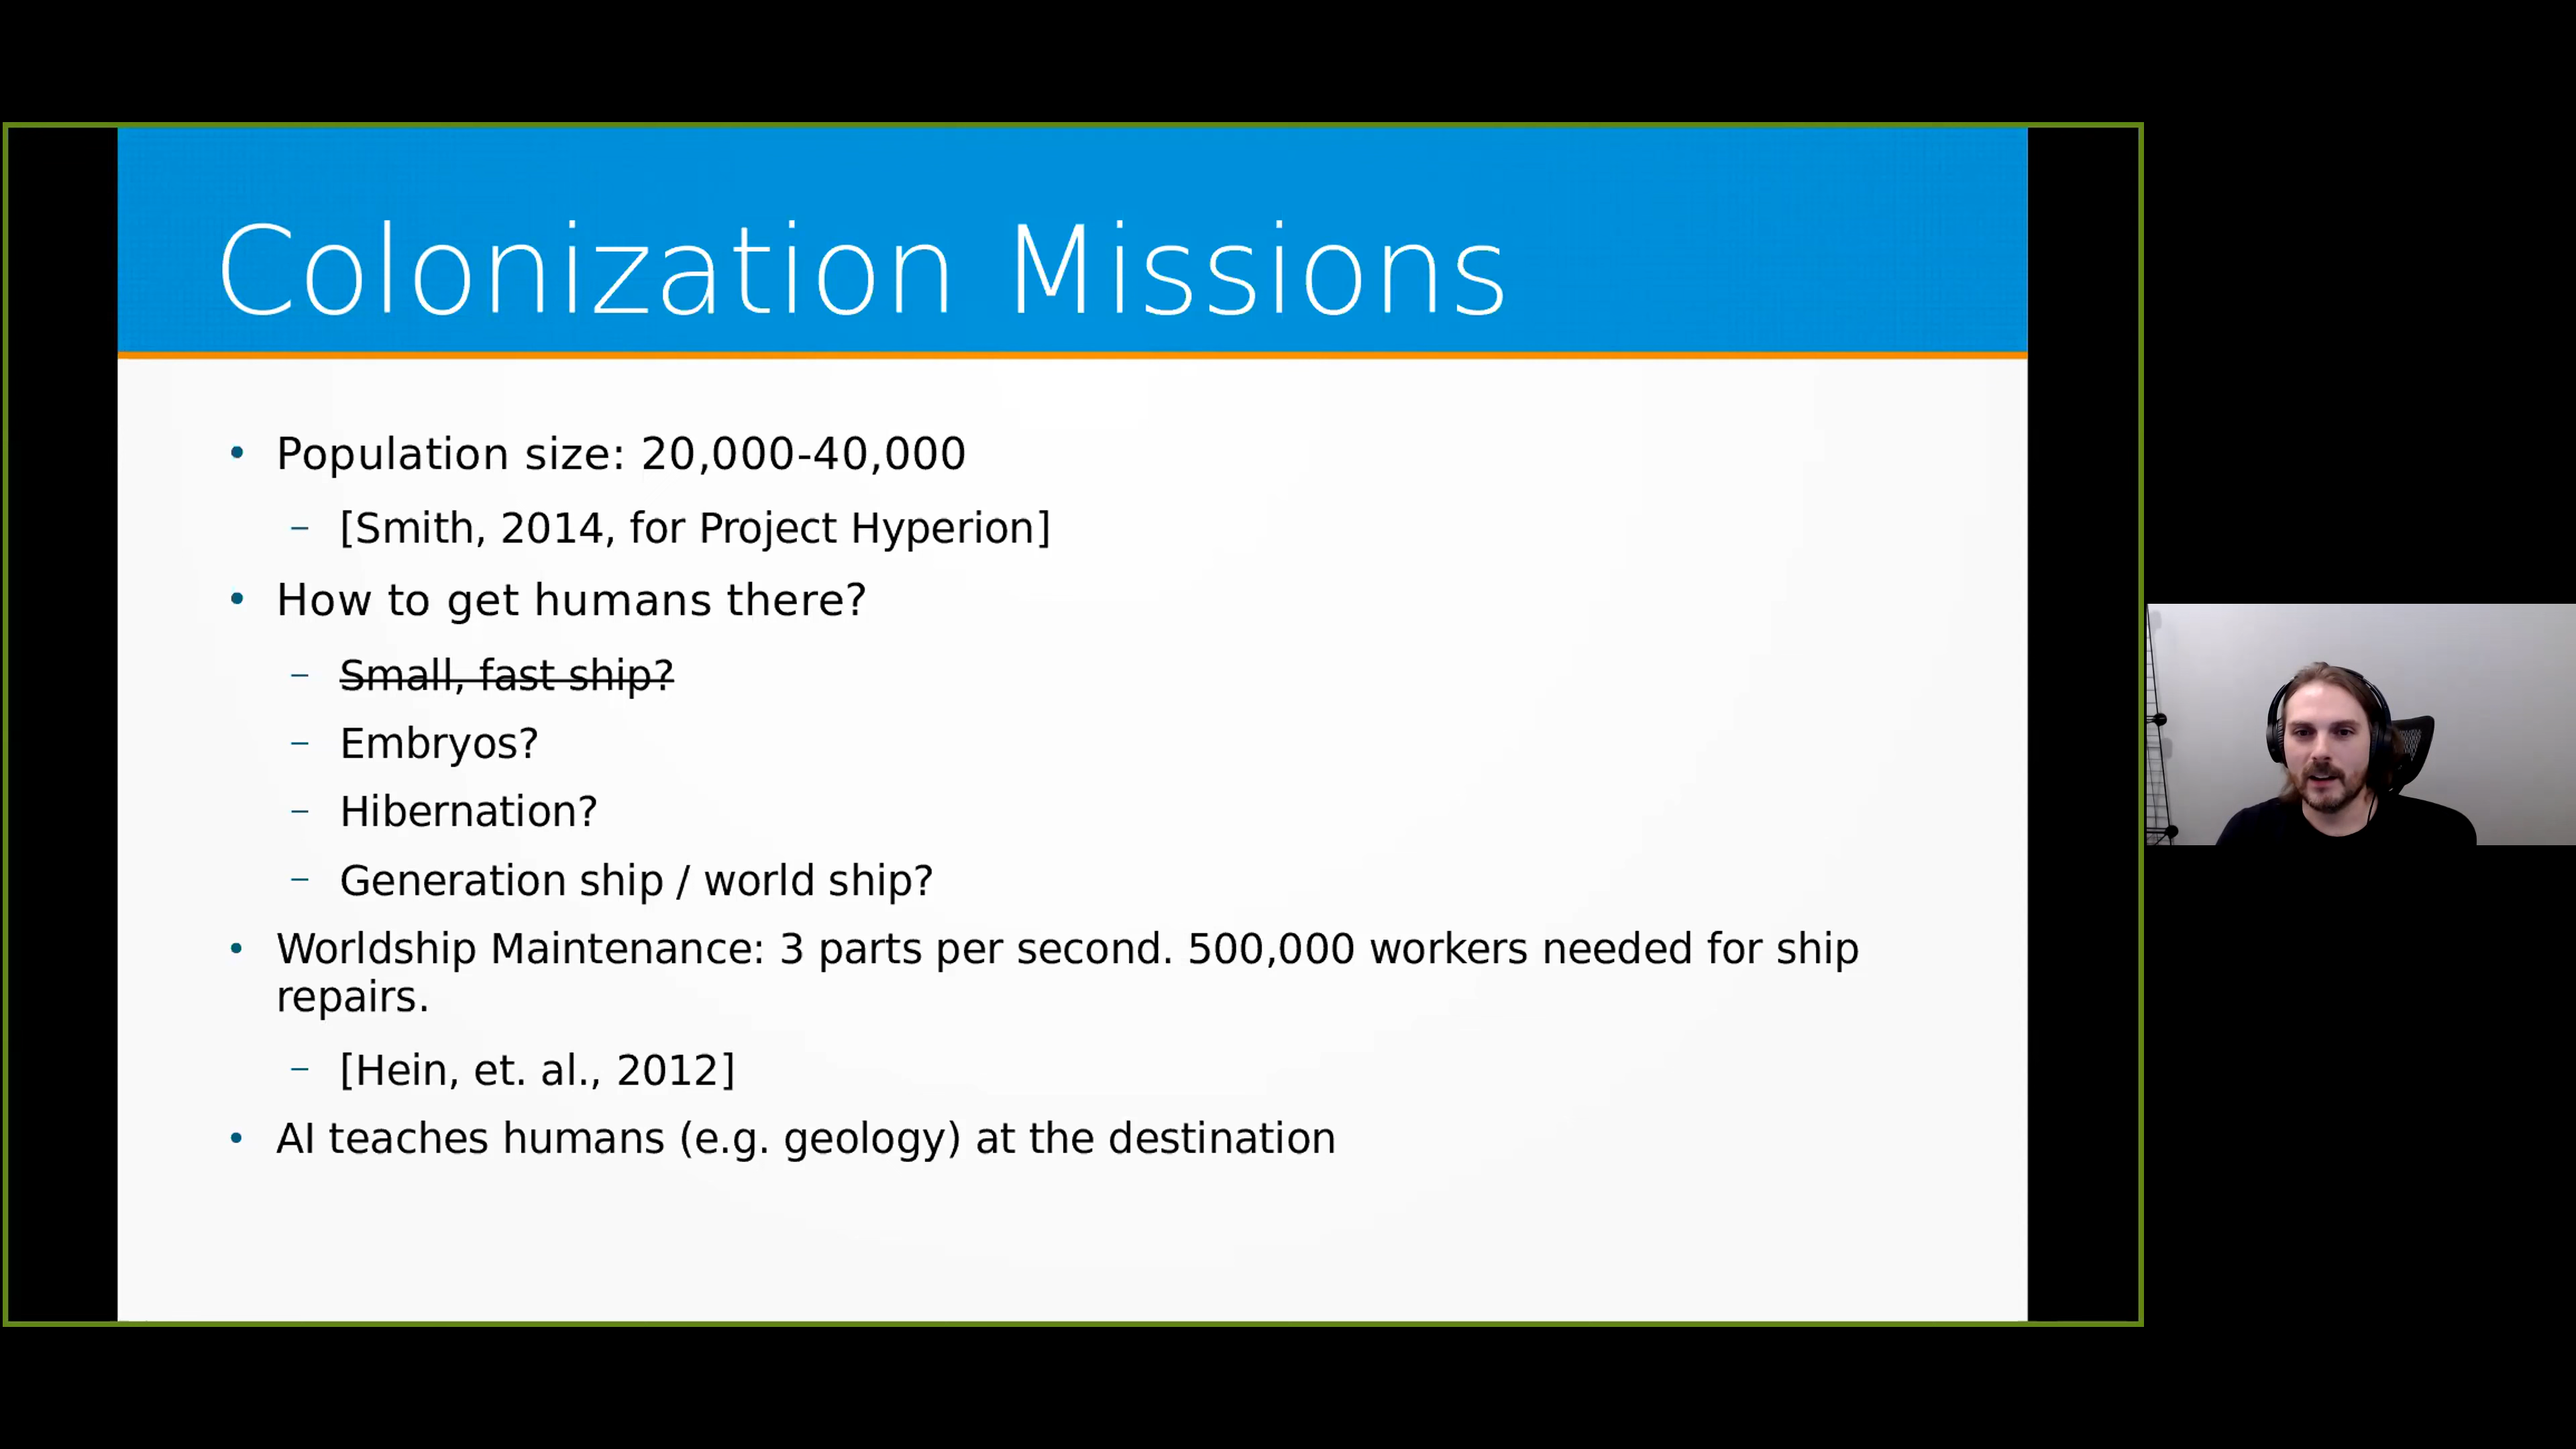 Colonization Missions
• Population size: 20,000-40,000
– [Smith, 2014, for Project Hyperion]
• How to get humans there?
– Small, fast ship?
– Embryos?
– Hibernation?
– Generation ship / world ship?
• Worldship Maintenance: 3 parts per second. 500,000 workers needed for ship
repairs.
– [Hein, et. al., 2012]
• AI teaches humans (e.g. geology) at the destination